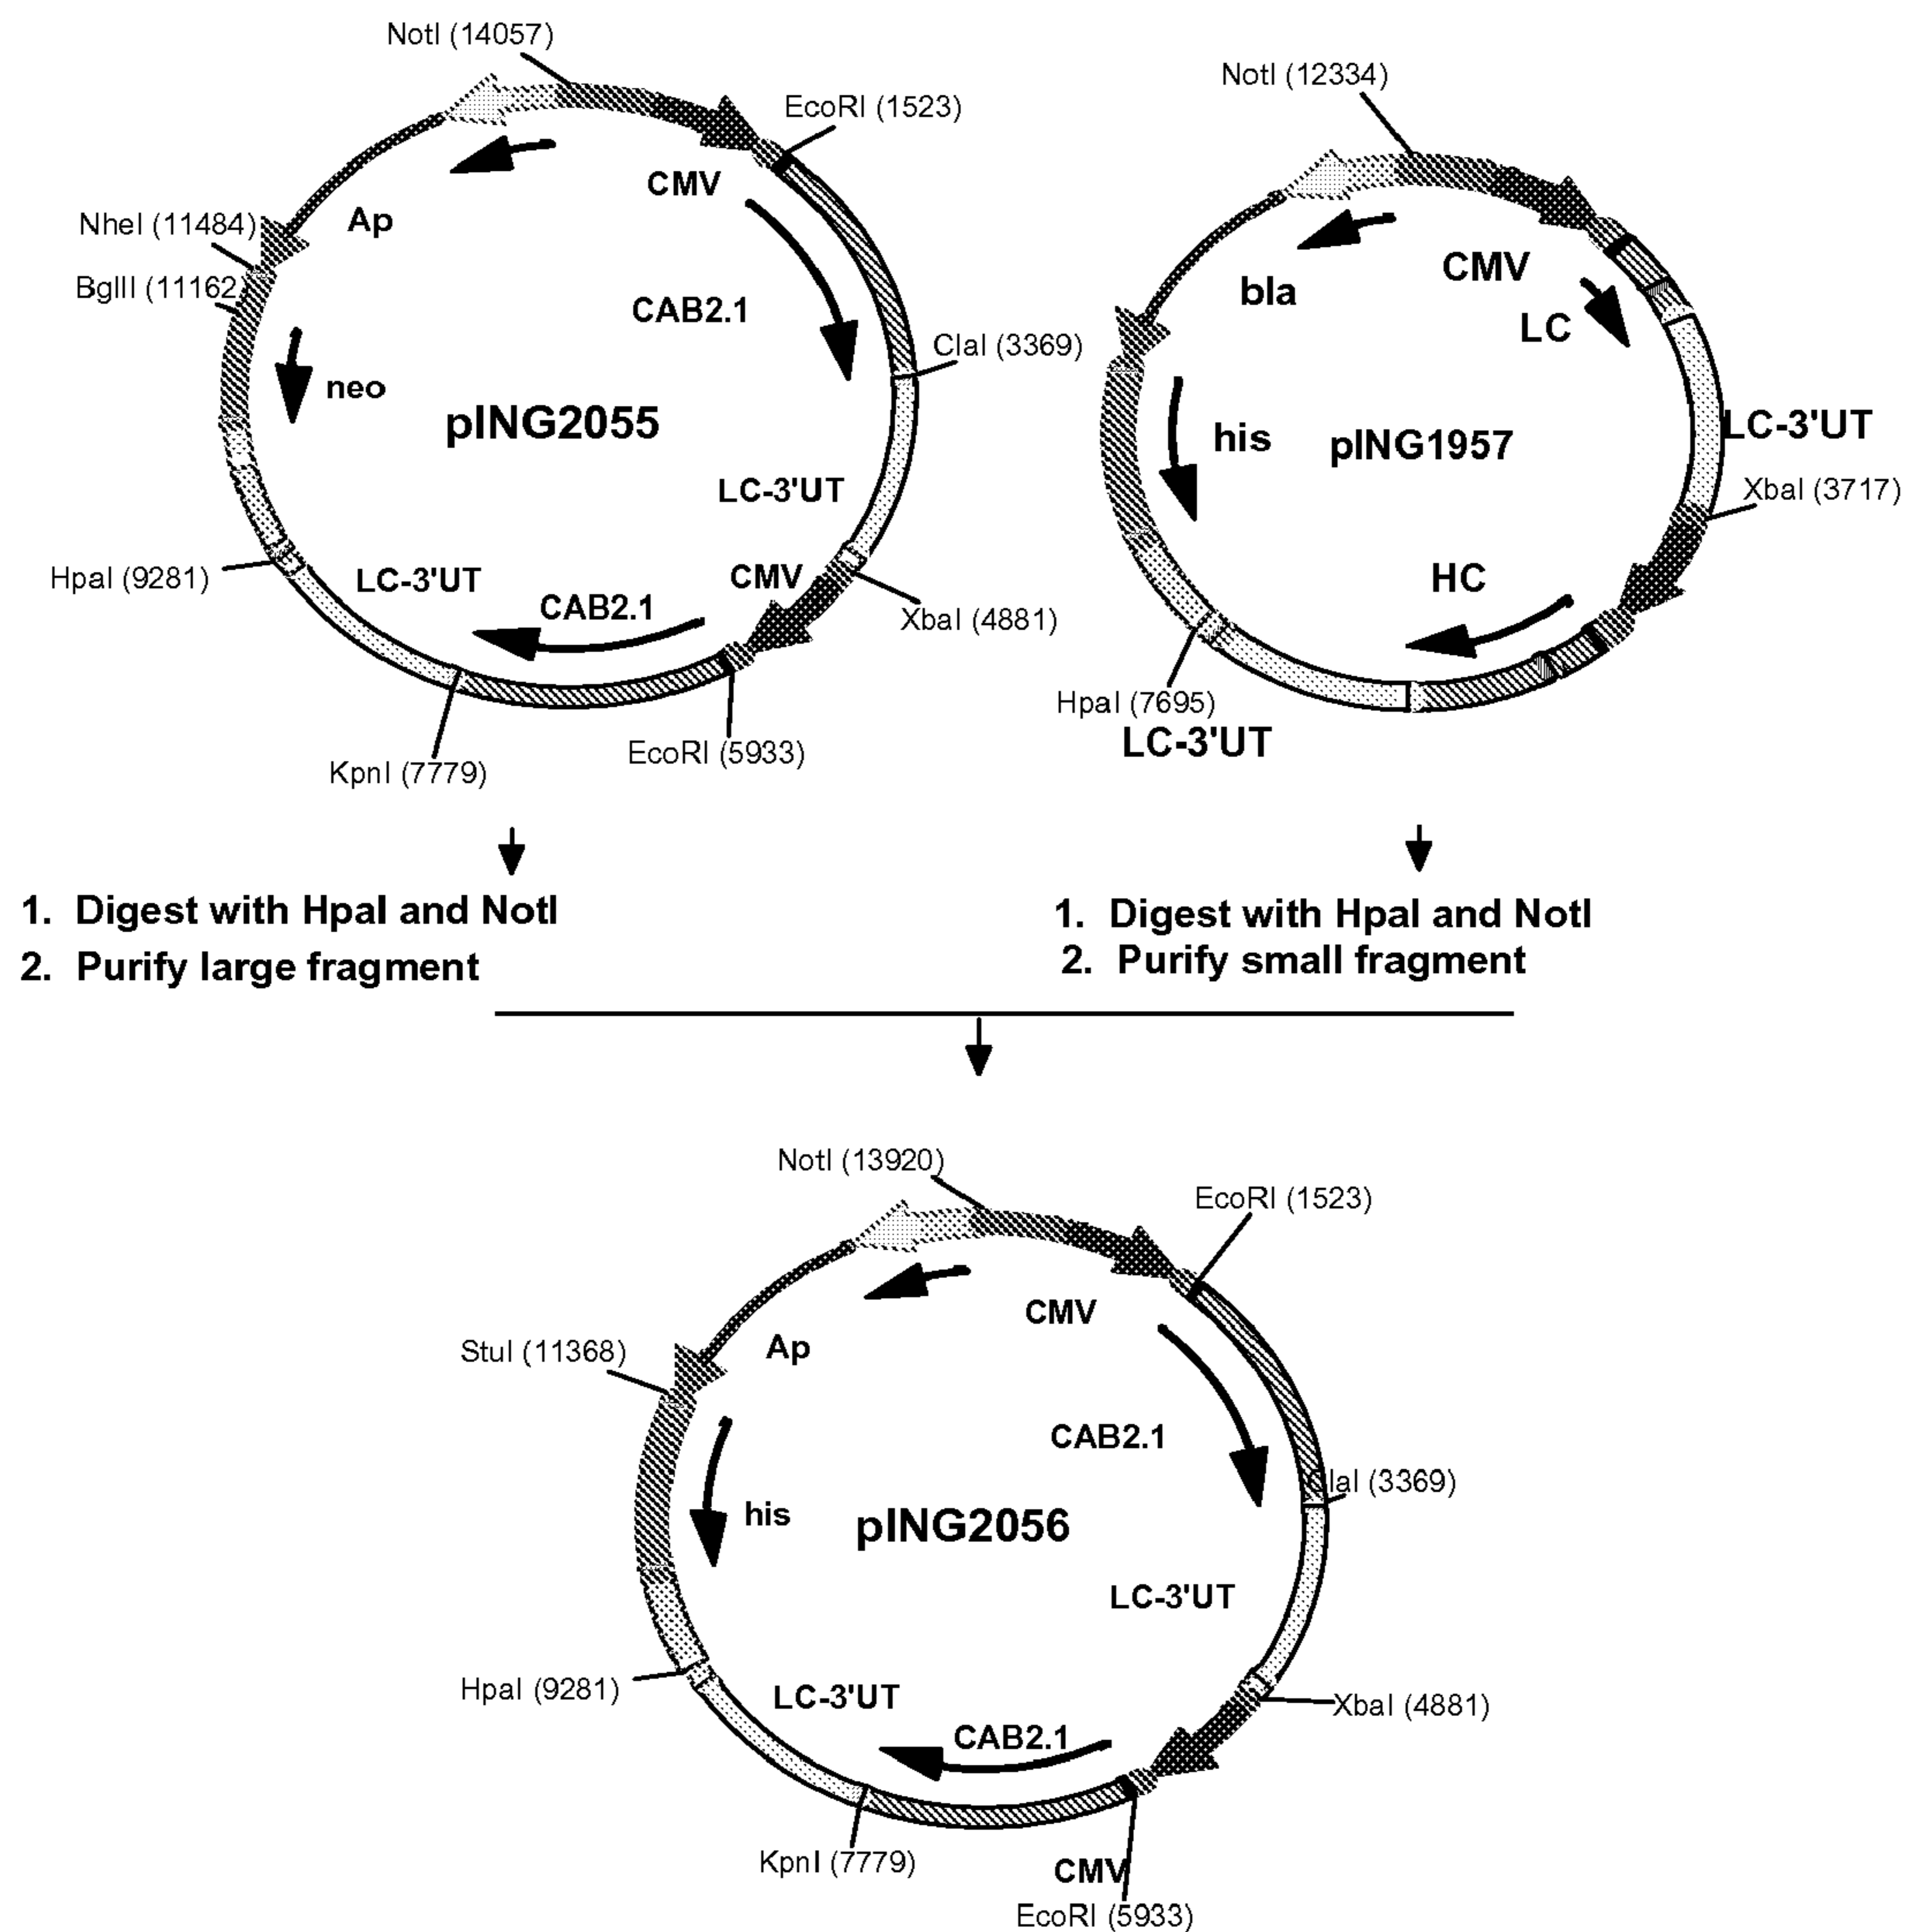 NotI (14057)
EcoRI (1523)
CMV
NheI (11484)
Ap
BglII (11162)
CAB2.1
ClaI (3369)
neo
pING2055
LC-3'UT
HpaI (9281)
LC-3'UT
CMV
CAB2.1
XbaI (4881)
EcoRI (5933)
KpnI (7779)
NotI (12334)
CMV
bla
LC
LC-3'UT
his
pING1957
XbaI (3717)
HC
HpaI (7695)
LC-3'UT
1. Digest with HpaI and NotI
2. Purify large fragment
1. Digest with HpaI and NotI
2. Purify small fragment
NotI (13920)
EcoRI (1523)
CMV
StuI (11368)
Ap
CAB2.1
ClaI (3369)
his
pING2056
LC-3'UT
HpaI (9281)
LC-3'UT
XbaI (4881)
CAB2.1
KpnI (7779)
CMV
EcoRI (5933)